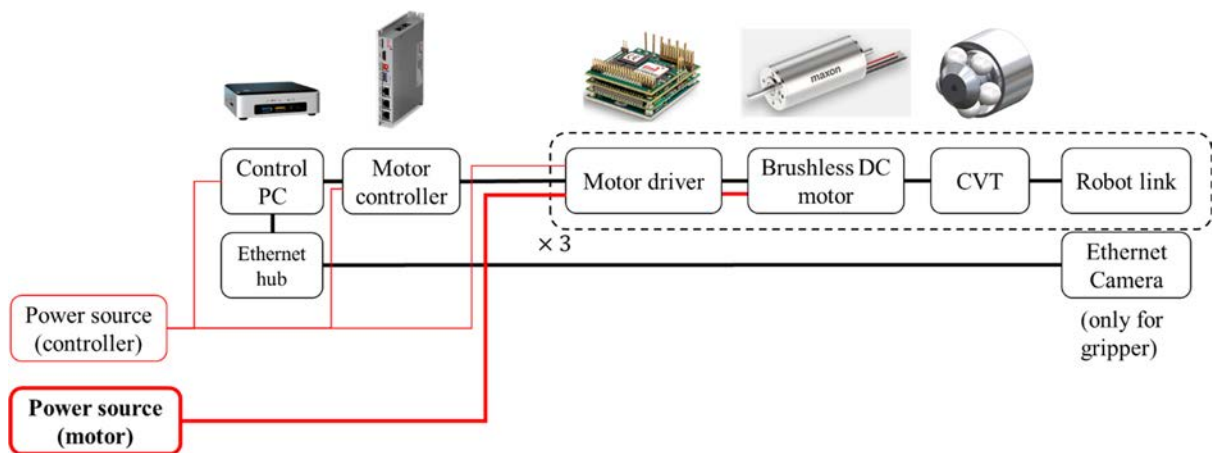 maxon
Control
PC
Motor
controller
Motor driver
Brushless DC
motor
CVT
Robot link
× 3
Ethernet
hub
Ethernet
Camera
(only for
gripper)
Power source
(controller)
Power source
(motor)